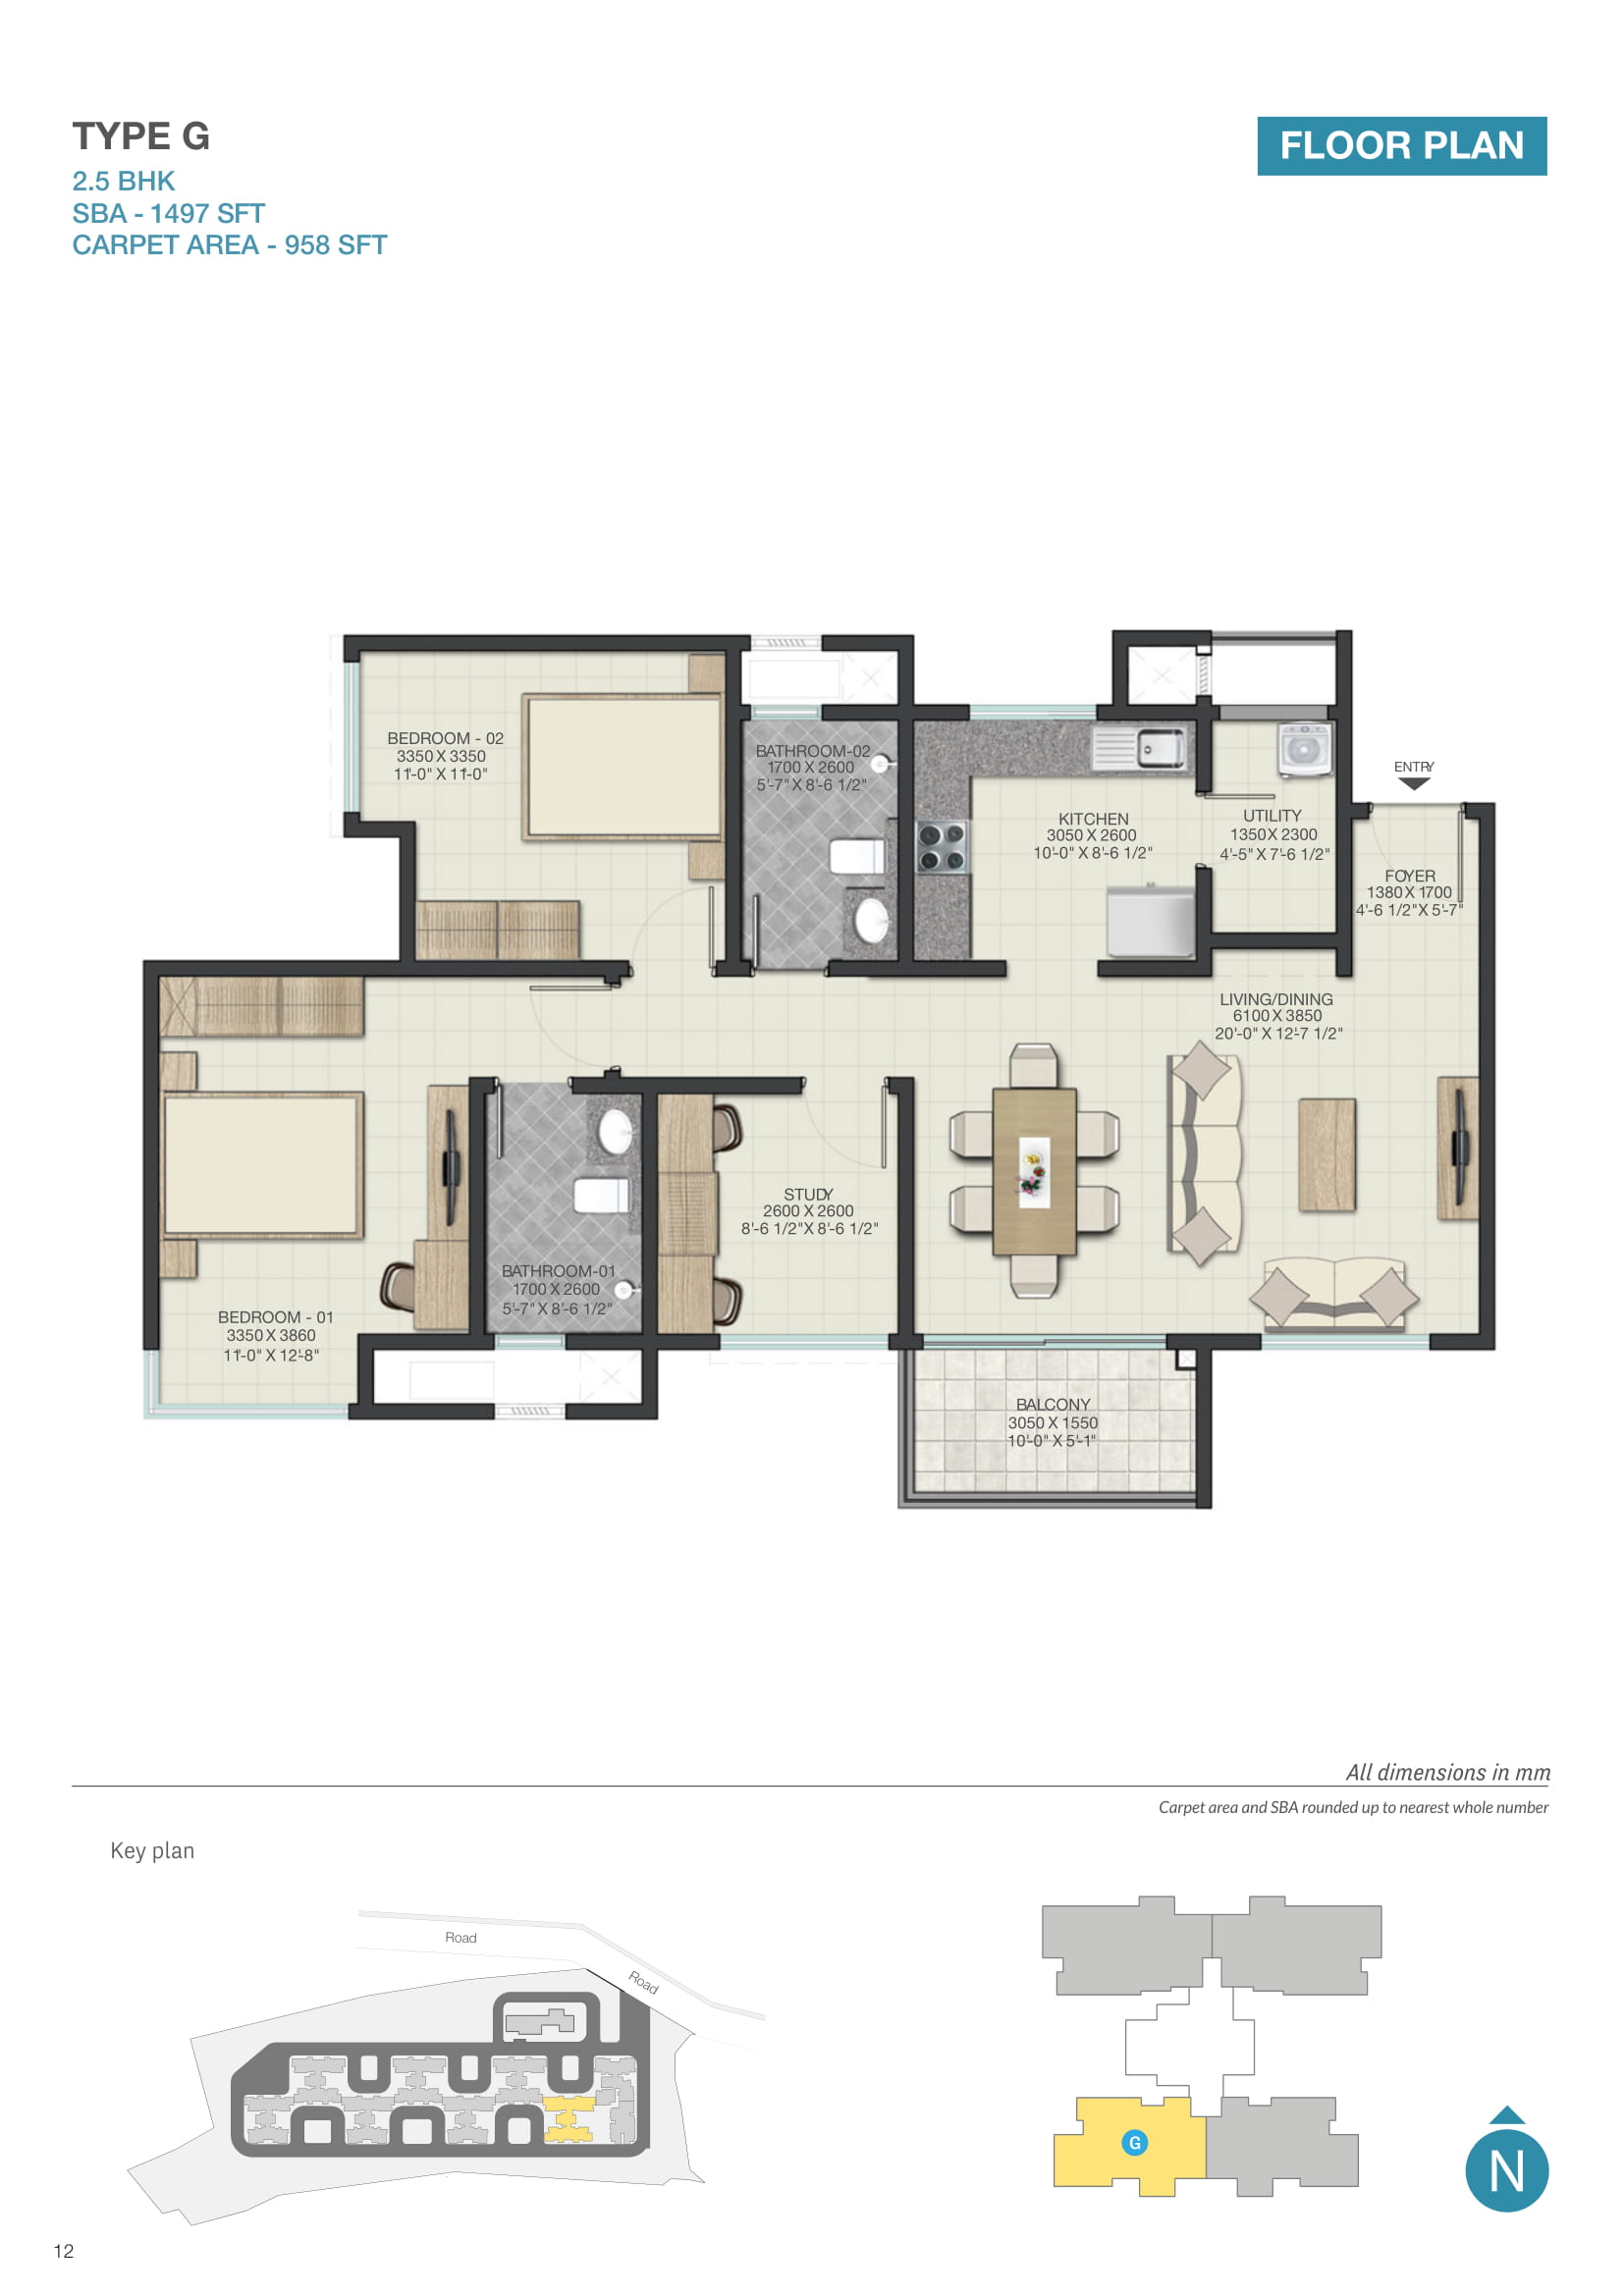 TYPE G
2.5 BHK
SBA - 1497 SFT
CARPET AREA - 958 SFT
FLOOR PLAN
BEDROOM - 02
3350 X 3350
11'-0" X 11'-0"
BATHROOM-02
1700 X 2600
5'-7" X 8'-6 1/2"
KITCHEN
3050 X 2600
10'-0" X 8'-6 1/2"
UTILITY
1350 X 2300
4'-5" X 7'-6 1/2"
ENTRY
FOYER
1380 X 1700
4'-6 1/2" X 5'-7"
LIVING/DINING
6100 X 3850
20'-0" X 12'-7 1/2"
STUDY
2600 X 2600
8'-6 1/2" X 8'-6 1/2"
BATHROOM-01
1700 X 2600
5'-7" X 8'-6 1/2"
BEDROOM - 01
3350 X 3860
11'-0" X 12'-8"
BALCONY
3050 X 1550
10'-0" X 5'-1"
All dimensions in mm
Carpet area and SBA rounded up to nearest whole number
Key plan
Road
Road
G
N
12